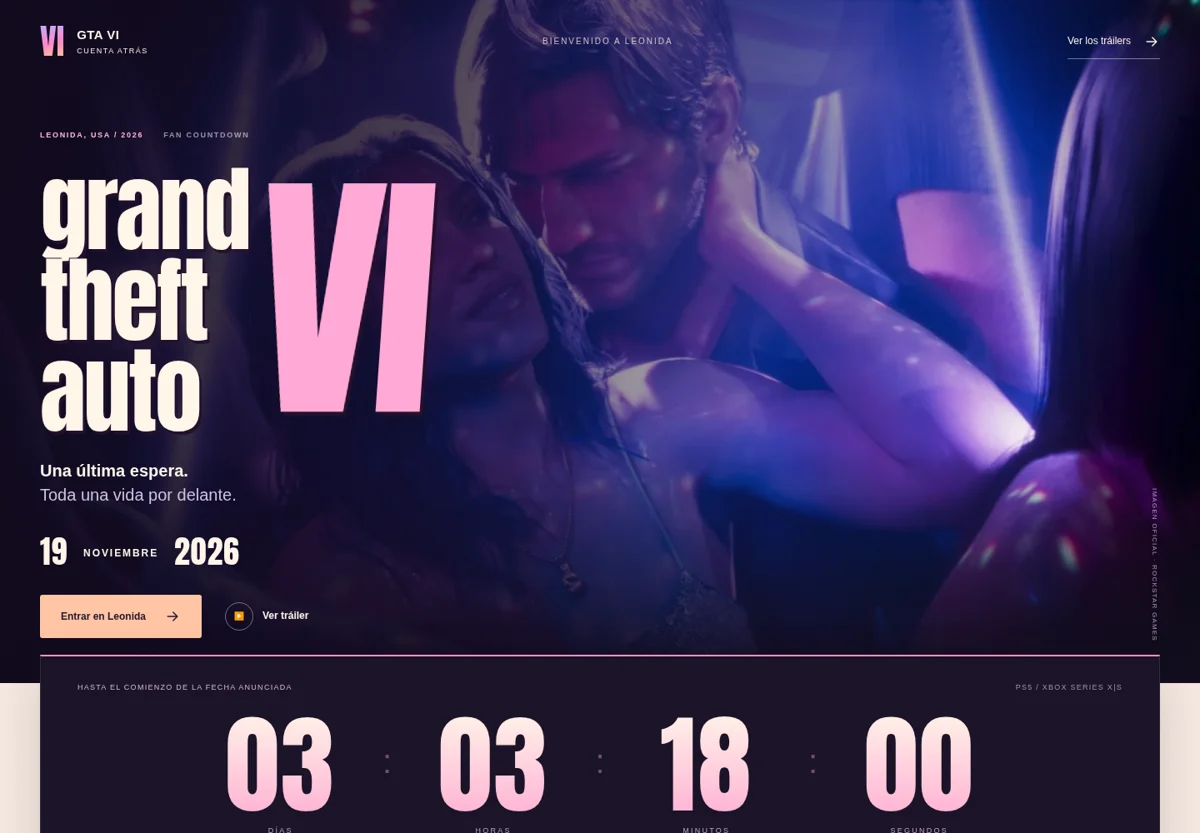 VI
GTA VI
CUENTA ATRÁS
BIENVENIDO A LEONIDA
Ver los tráilers
LEONIDA, USA / 2026
FAN COUNTDOWN
grand
theft
auto
VI
Una última espera.
Toda una vida por delante.
19 NOVIEMBRE 2026
Entrar en Leonida
Ver tráiler
IMAGEN OFICIAL · ROCKSTAR GAMES
HASTA EL COMIENZO DE LA FECHA ANUNCIADA
PS5 / XBOX SERIES X|S
03 : 03 : 18 : 00
DÍAS HORAS MINUTOS SEGUNDOS